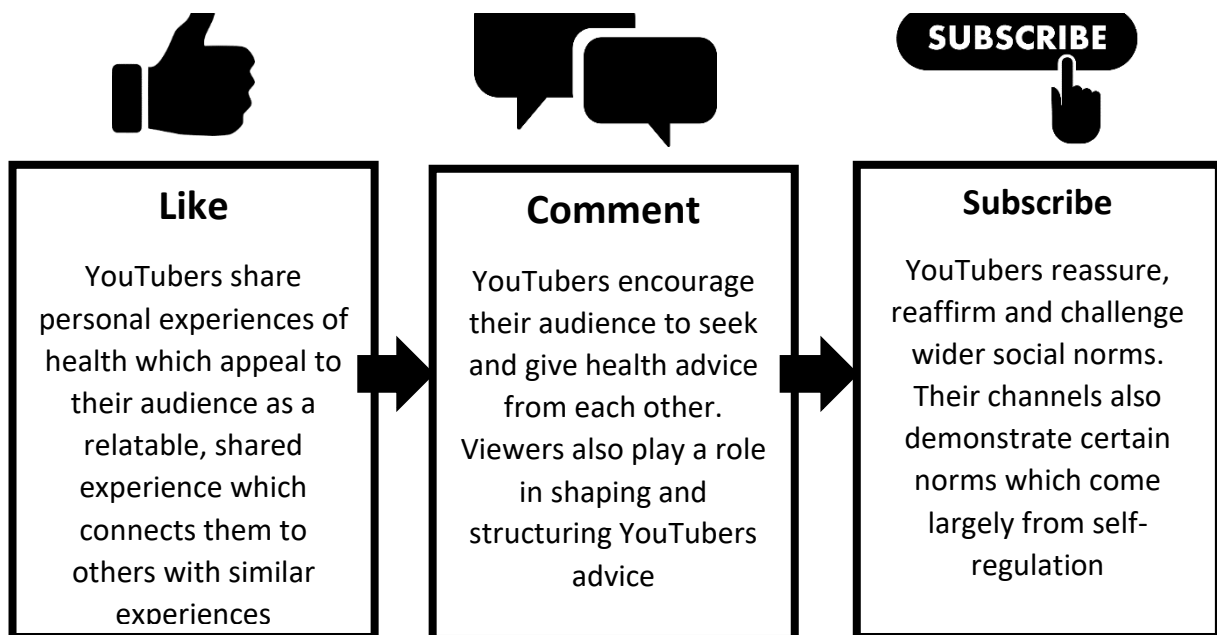 SUBSCRIBE
Like
YouTubers share
personal experiences of
health which appeal to
their audience as a
relatable, shared
experience which
connects them to
others with similar
experiences
Comment
YouTubers encourage
their audience to seek
and give health advice
from each other.
Viewers also play a role
in shaping and
structuring YouTubers
advice
Subscribe
YouTubers reassure,
reaffirm and challenge
wider social norms.
Their channels also
demonstrate certain
norms which come
largely from self-
regulation